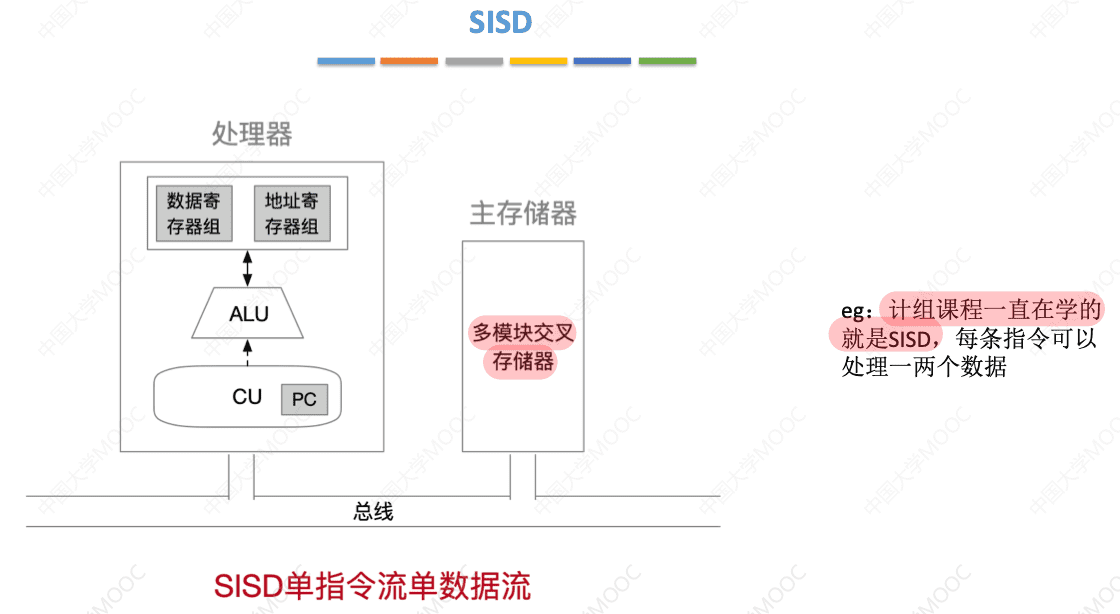 SISD
处理器
数据寄
存器组
地址寄
存器组
ALU
CU
PC
主存储器
多模块交叉
存储器
总线
eg：计组课程一直在学的
就是SISD，每条指令可以
处理一两个数据
SISD单指令流单数据流
中国大学MOOC